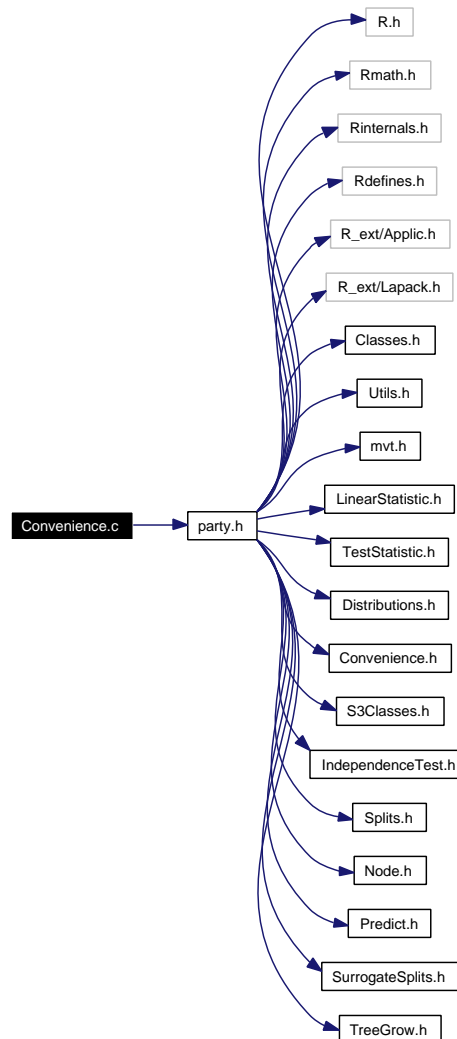 R.h
Rmath.h
Rinternals.h
Rdefines.h
R_ext/Applic.h
R_ext/Lapack.h
Classes.h
Utils.h
mvt.h
LinearStatistic.h
Convenience.c
party.h
TestStatistic.h
Distributions.h
Convenience.h
S3Classes.h
IndependenceTest.h
Splits.h
Node.h
Predict.h
SurrogateSplits.h
TreeGrow.h